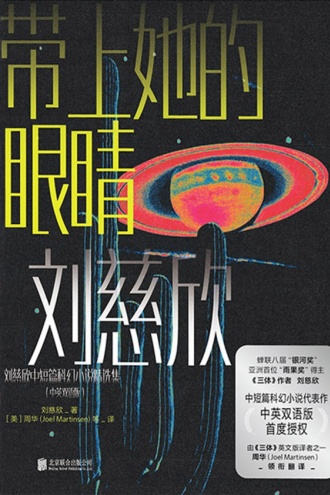 带上她的
眼睛
刘慈欣
刘慈欣中短篇科幻小说精选集
（中英双语版）
刘慈欣 著
［美］周华（Joel Martinsen）等 译
北京联合出版公司
蝉联八届“银河奖”
亚洲首位“雨果奖”得主
《三体》作者 刘慈欣
中短篇科幻小说代表作
中英双语版
首度授权
由《三体》英文版译者之一
周华（Joel Martinsen）
领衔翻译